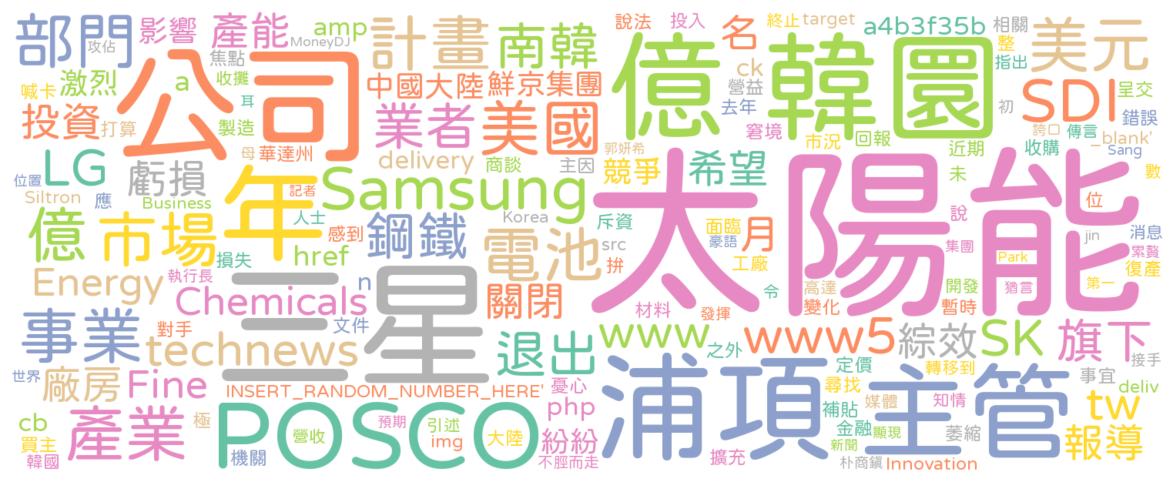 部門
攻佔
影響
產能
amp
MoneyDJ
焦點
計畫
南韓
說法
投入
名
終止
target
a4b3f35b
相關
整
指出
美元
喊卡
激烈
a
收攤
公司
中國大陸
鮮京集團
ck
營益
億
韓
圜
去年
SDI
呈交
錯誤
投資
打算
耳
製造
業者
美國
窘境
市況
回報
初
誇口
傳言
_blank'
近期
收購
Sang
LG
虧損
母
華達州
delivery
商談
主因
郭妍希
競爭
希望
未
數
位置
應
Siltron
Business
年
記者
Samsung
太陽能
位
億
市場
人士
鋼鐵
Korea
斥資
面臨
豪語
月
說
消息
感到
電池
src
工廠
集團
jin
累贅
損失
href
拚
Park
復產
Energy
執行長
n
令
高達
開發
猶言
第一
Chemicals
三星
關閉
材料
發揮
變化
暫時
事業
對手
文件
www
www5
綜效
SK
旗下
technews
退出
之外
定價
轉移到
接手
世界
廠房
Fine
INSERT_RANDOM_NUMBER_HERE'
憂心
浦項
尋找
主管
媒體
知情
事宜
deliv
cb
產業
極
POSCO
預期
引述
php
補貼
tw
買主
營收
img
大陸
紛紛
金融
萎縮
報導
韓國
機關
不脛而走
擴充
新聞
顯現
朴商鎮
Innovation